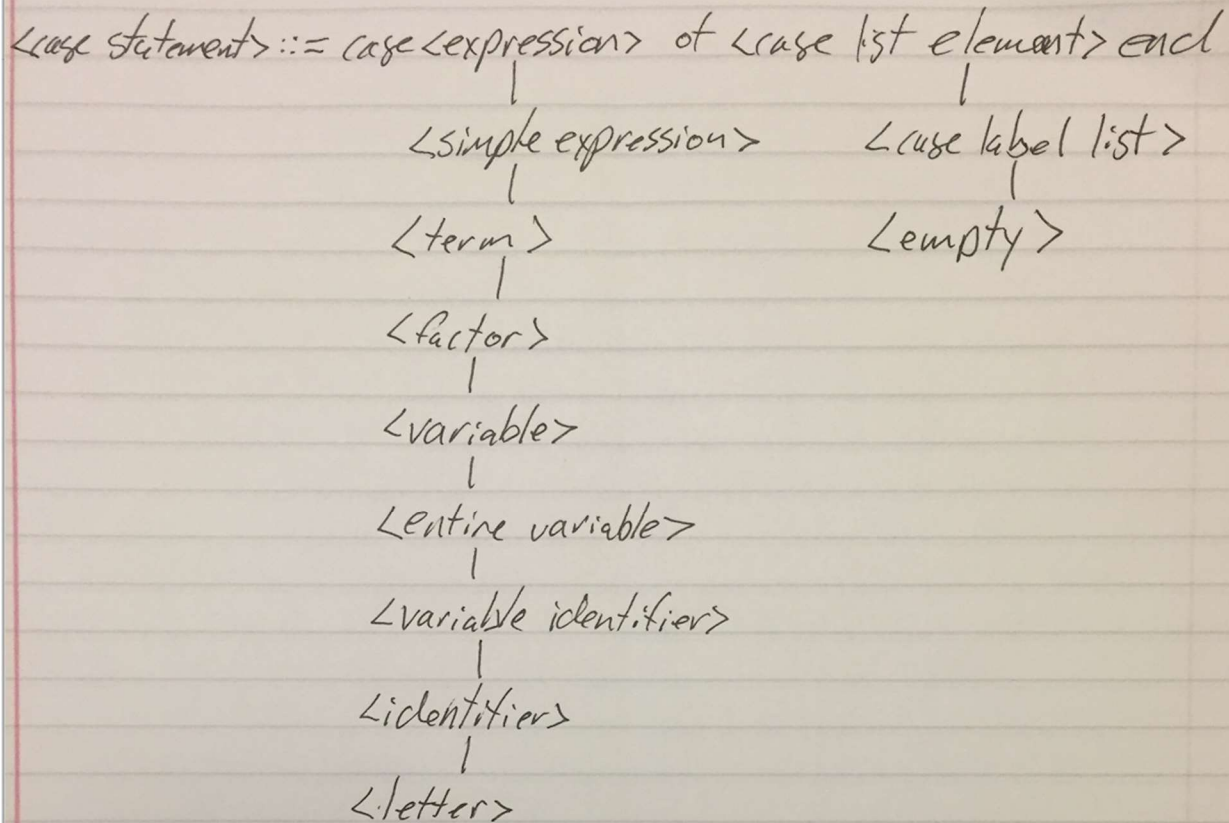 <case statement> ::= case <expression> of <case list element> end
<simple expression> <case label list>
<term> <empty>
<factor>
<variable>
<entire variable>
<variable identifier>
<identifier>
<letter>